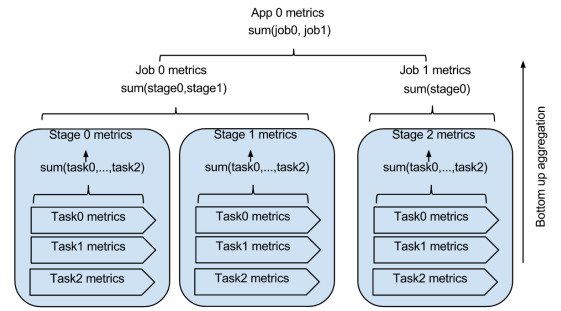 App 0 metrics
sum(job0, job1)
Job 0 metrics
sum(stage0,stage1)
Job 1 metrics
sum(stage0)
Stage 0 metrics
sum(task0,...,task2)
Task0 metrics
Task1 metrics
Task2 metrics
Stage 1 metrics
sum(task0,...,task2)
Task0 metrics
Task1 metrics
Task2 metrics
Stage 2 metrics
sum(task0,...,task2)
Task0 metrics
Task1 metrics
Task2 metrics
Bottom up aggregation